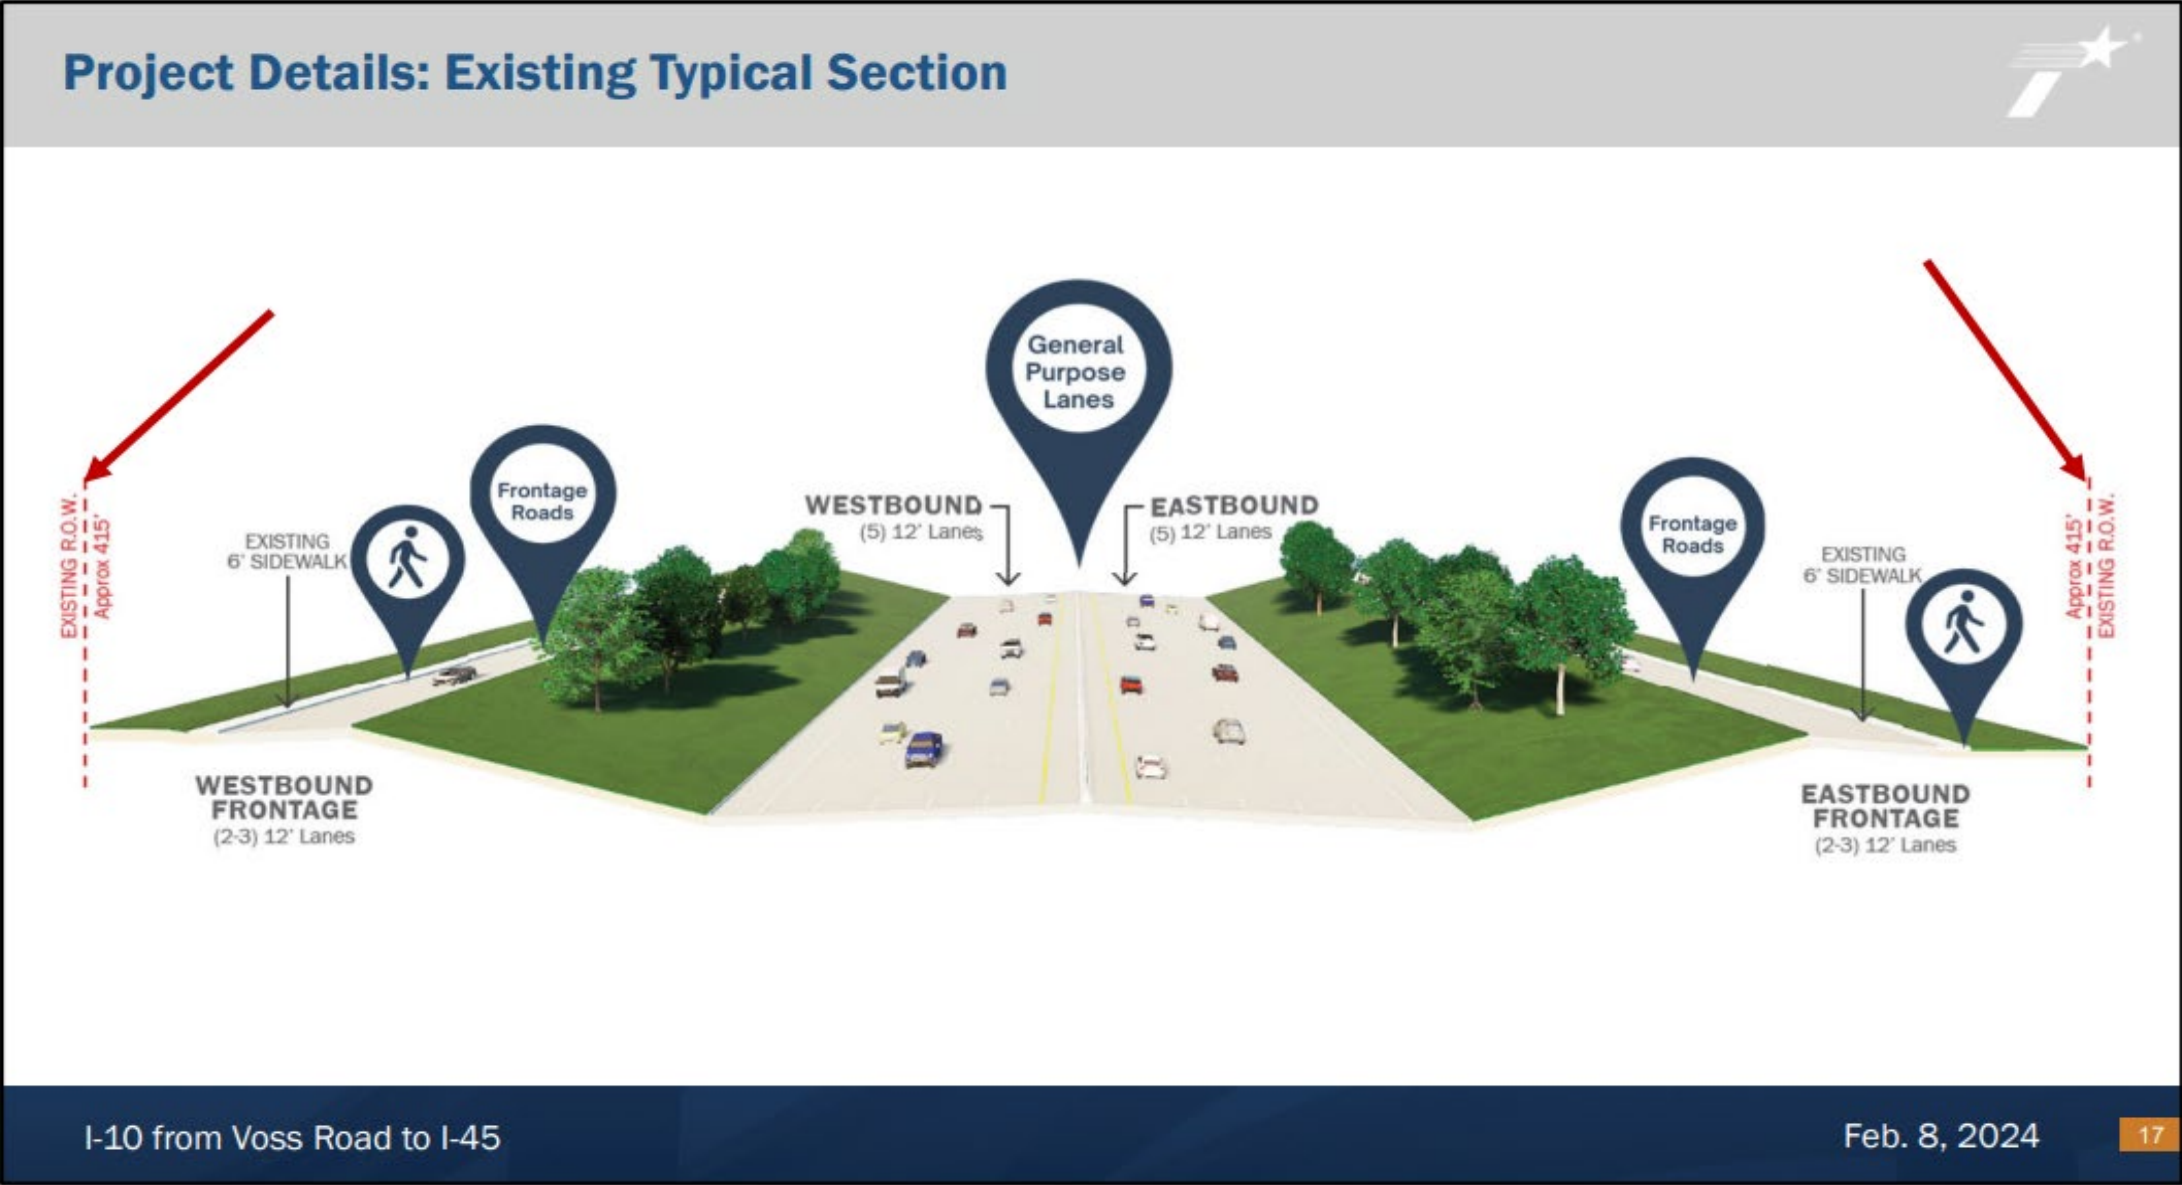 Project Details: Existing Typical Section
General
Purpose
Lanes
Frontage
Roads
WESTBOUND
(5) 12' Lanes
EASTBOUND
(5) 12' Lanes
Frontage
Roads
EXISTING R.O.W.
Approx 415'
EXISTING
6' SIDEWALK
EXISTING
6' SIDEWALK
Approx 415'
EXISTING R.O.W.
WESTBOUND
FRONTAGE
(2-3) 12' Lanes
EASTBOUND
FRONTAGE
(2-3) 12' Lanes
I-10 from Voss Road to I-45
Feb. 8, 2024
17